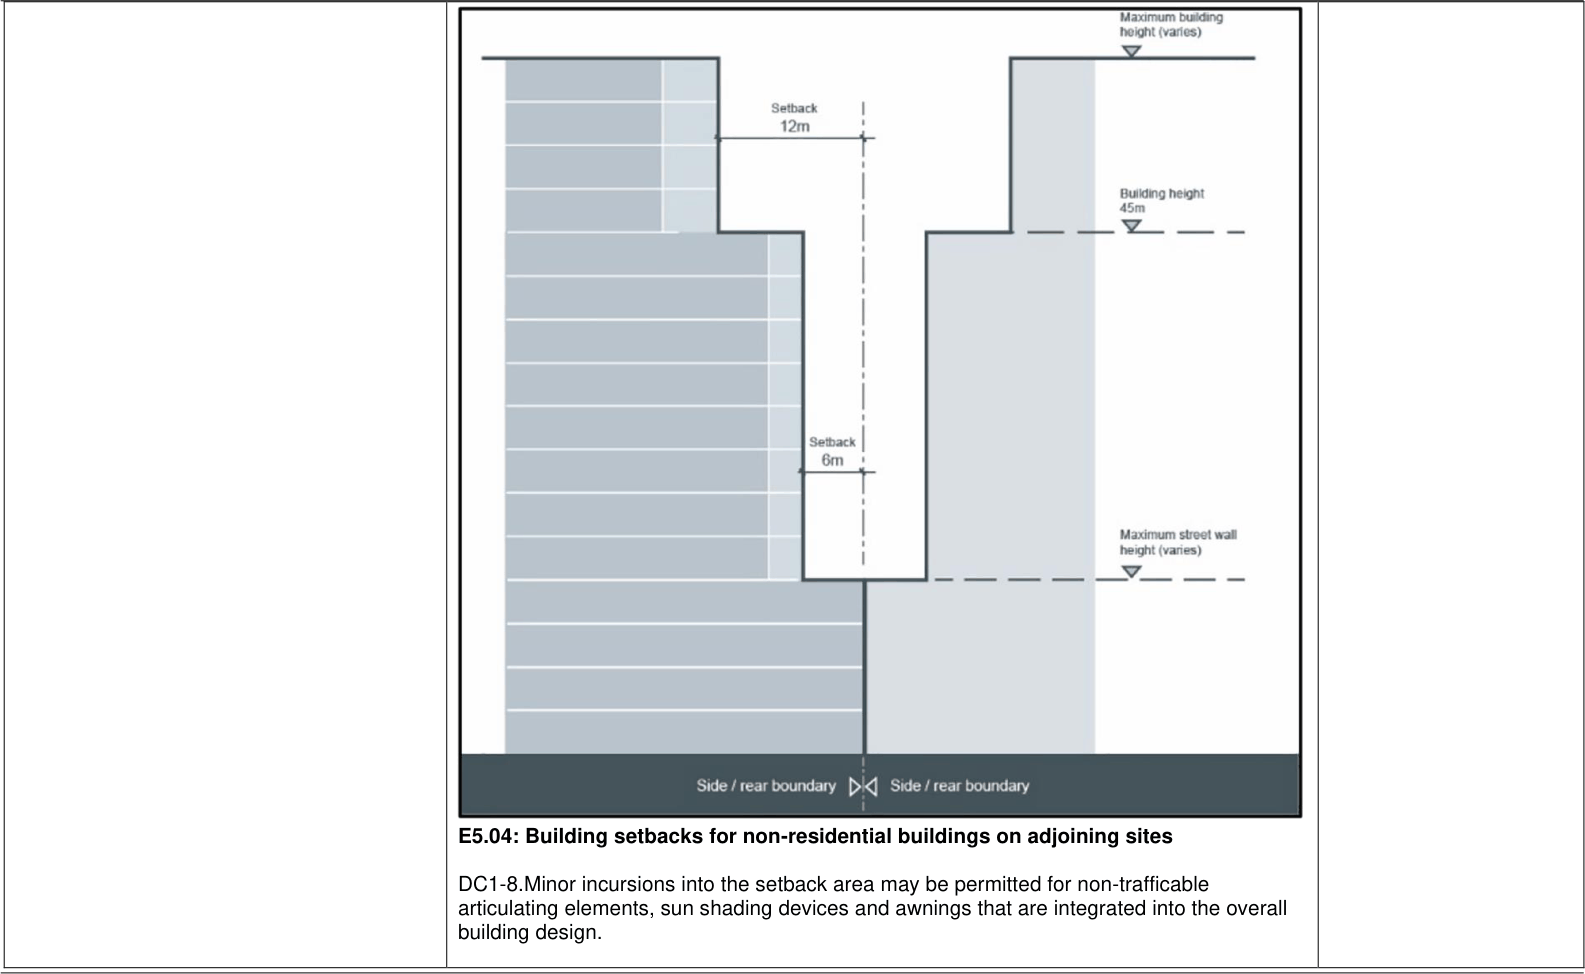 Maximum building
height (varies)
Setback
12m
Building height
45m
Setback
6m
Maximum street wall
height (varies)
Side / rear boundary
Side / rear boundary
E5.04: Building setbacks for non-residential buildings on adjoining sites
DC1-8.Minor incursions into the setback area may be permitted for non-trafficable
articulating elements, sun shading devices and awnings that are integrated into the overall
building design.